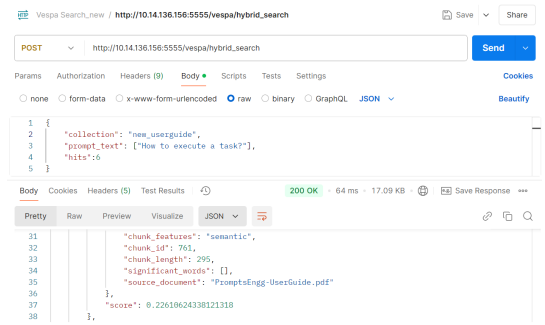 HTTP Vespa Search_new / http://10.14.136.156:5555/vespa/hybrid_search Save Share
POST http://10.14.136.156:5555/vespa/hybrid_search Send
Params Authorization Headers (9) Body Scripts Tests Settings Cookies
none form-data x-www-form-urlencoded raw binary GraphQL JSON Beautify
1 {
2 "collection": "new_userguide",
3 "prompt_text": ["How to execute a task?"],
4 "hits":6
5 }
Body Cookies Headers (5) Test Results 200 OK 64 ms 17.09 KB Save Response
Pretty Raw Preview Visualize JSON
31 "chunk_features": "semantic",
32 "chunk_id": 761,
33 "chunk_length": 295,
34 "significant_words": [],
35 "source_document": "PromptsEngg-UserGuide.pdf"
36 },
37 "score": 0.22610624338121318
38 },